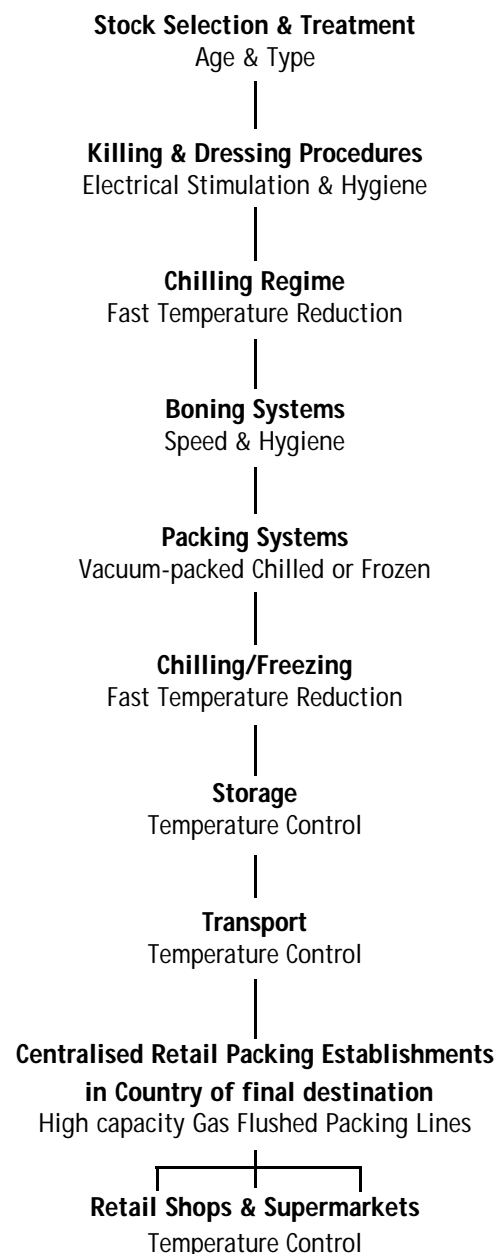 Stock Selection & Treatment
Age & Type
Killing & Dressing Procedures
Electrical Stimulation & Hygiene
Chilling Regime
Fast Temperature Reduction
Boning Systems
Speed & Hygiene
Packing Systems
Vacuum-packed Chilled or Frozen
Chilling/Freezing
Fast Temperature Reduction
Storage
Temperature Control
Transport
Temperature Control
Centralised Retail Packing Establishments
in Country of final destination
High capacity Gas Flushed Packing Lines
Retail Shops & Supermarkets
Temperature Control